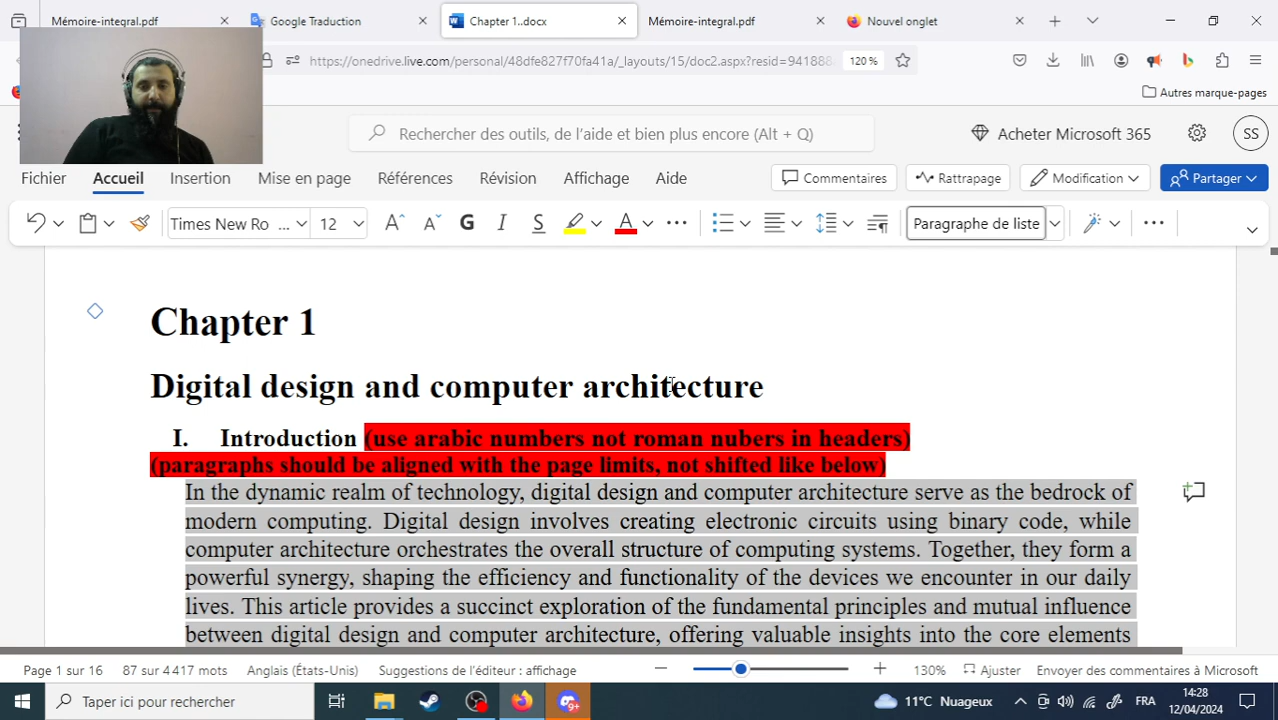 Mémoire-integral.pdf
Google Traduction
Chapter 1..docx
Mémoire-integral.pdf
Nouvel onglet
https://onedrive.live.com/personal/48dfe827f70fa41a/_layouts/15/doc2.aspx?resid=941888
120 %
Autres marque-pages
Rechercher des outils, de l'aide et bien plus encore (Alt + Q)
Acheter Microsoft 365
SS
Fichier
Accueil
Insertion
Mise en page
Références
Révision
Affichage
Aide
Commentaires
Rattrapage
Modification
Partager
Times New Ro ...
12
G
I
S
A
Paragraphe de liste
Chapter 1
Digital design and computer architecture
I. Introduction (use arabic numbers not roman nubers in headers)
(paragraphs should be aligned with the page limits, not shifted like below)
In the dynamic realm of technology, digital design and computer architecture serve as the bedrock of
modern computing. Digital design involves creating electronic circuits using binary code, while
computer architecture orchestrates the overall structure of computing systems. Together, they form a
powerful synergy, shaping the efficiency and functionality of the devices we encounter in our daily
lives. This article provides a succinct exploration of the fundamental principles and mutual influence
between digital design and computer architecture, offering valuable insights into the core elements
Page 1 sur 16
87 sur 4 417 mots
Anglais (États-Unis)
Suggestions de l'éditeur : affichage
130%
Ajuster
Envoyer des commentaires à Microsoft
Taper ici pour rechercher
9+
11°C Nuageux
FRA
14:28
12/04/2024